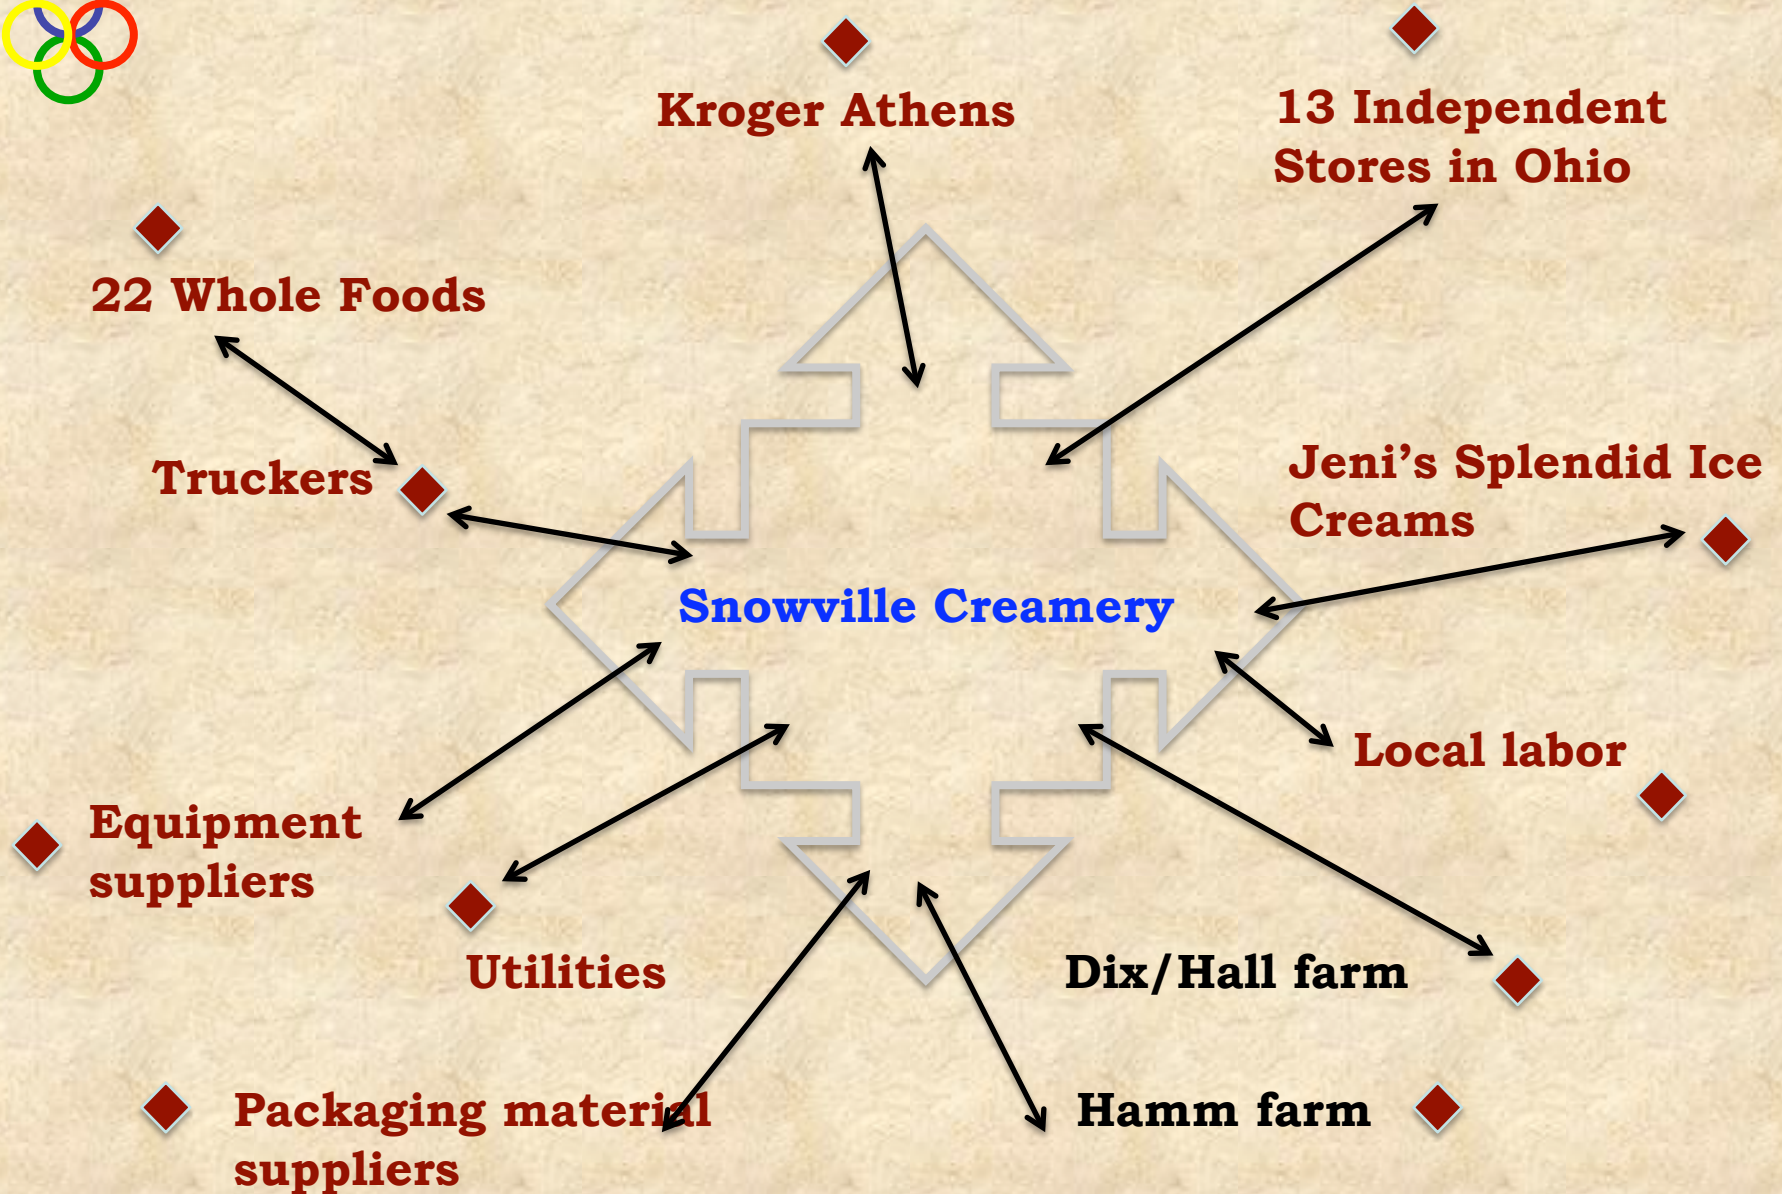 Kroger Athens
13 Independent
Stores in Ohio
22 Whole Foods
Truckers
Jeni’s Splendid Ice
Creams
Snowville Creamery
Local labor
Equipment
suppliers
Utilities
Dix/Hall farm
Packaging material
suppliers
Hamm farm